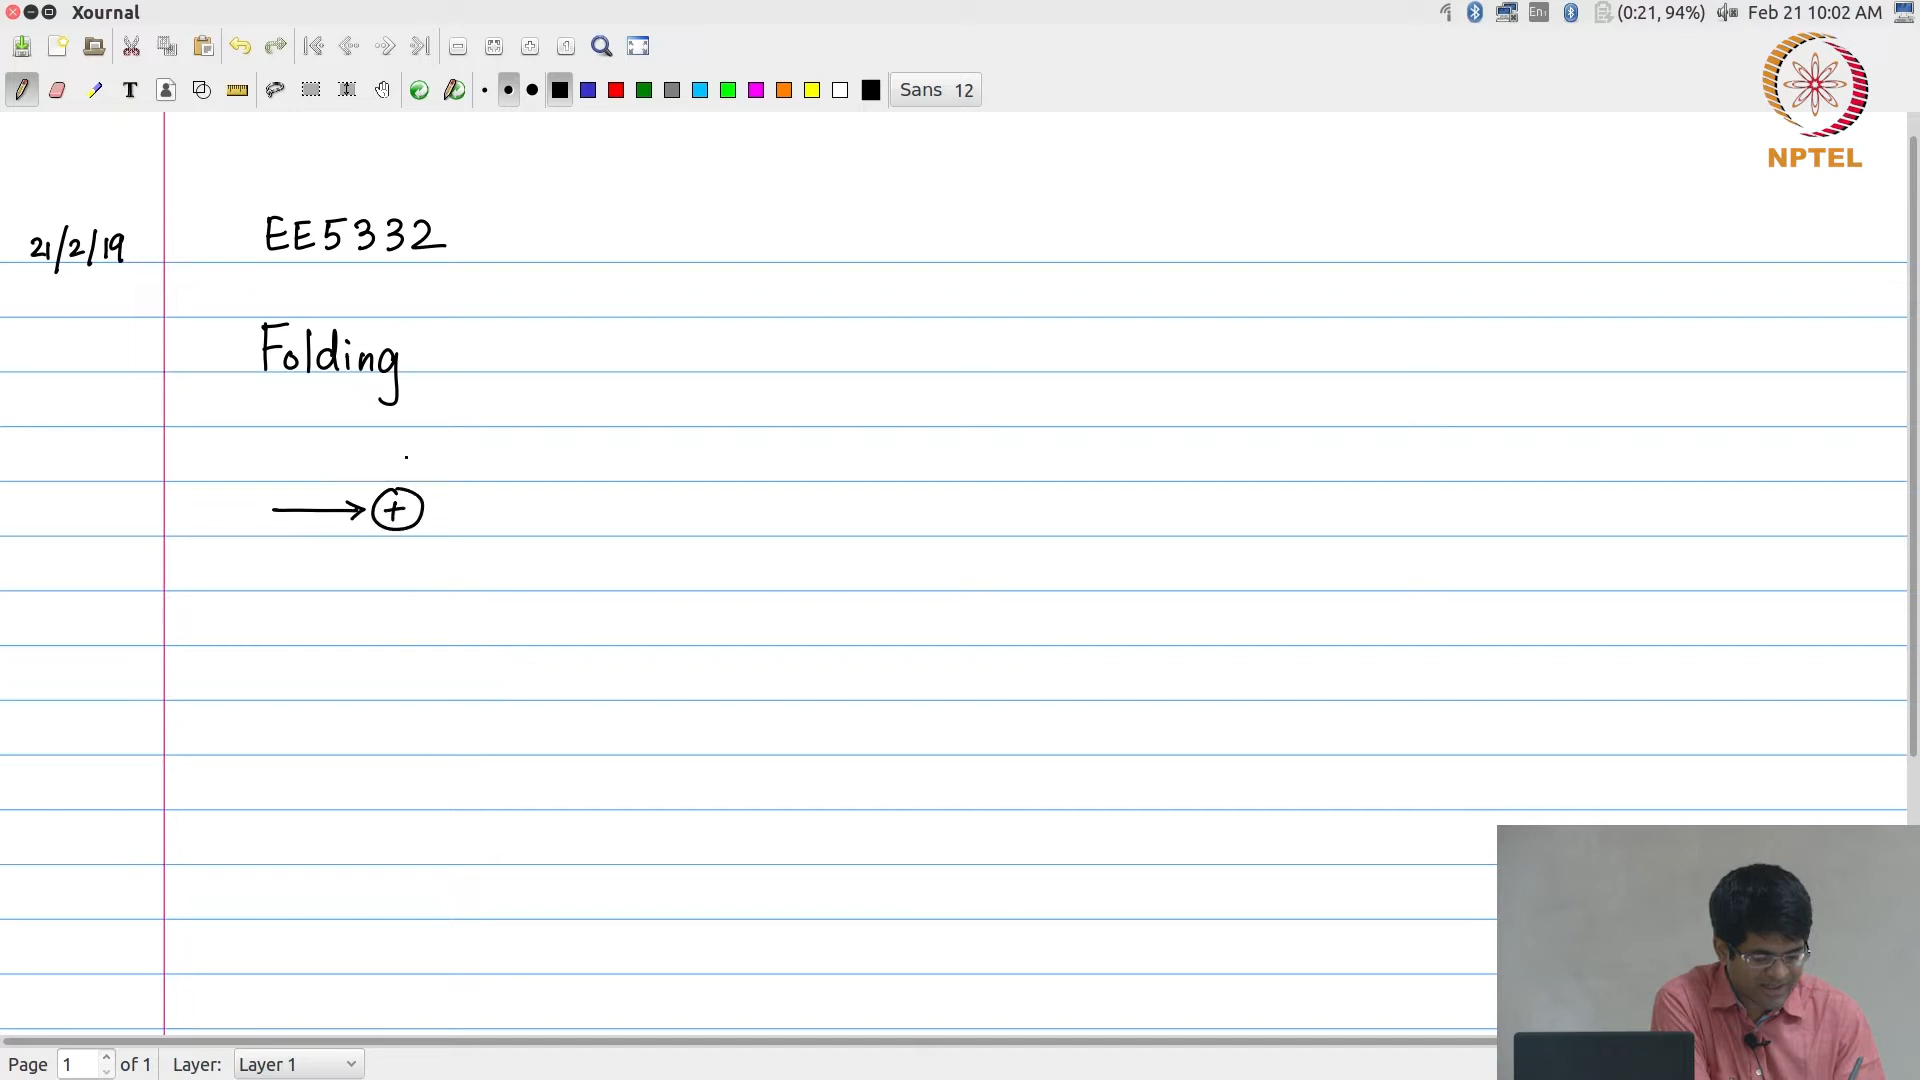 Xournal
(0:21, 94%) Feb 21 10:02 AM
En1
T
Sans 12
NPTEL
21/2/19
EE5332
Folding
+
Page 1 of 1 Layer: Layer 1